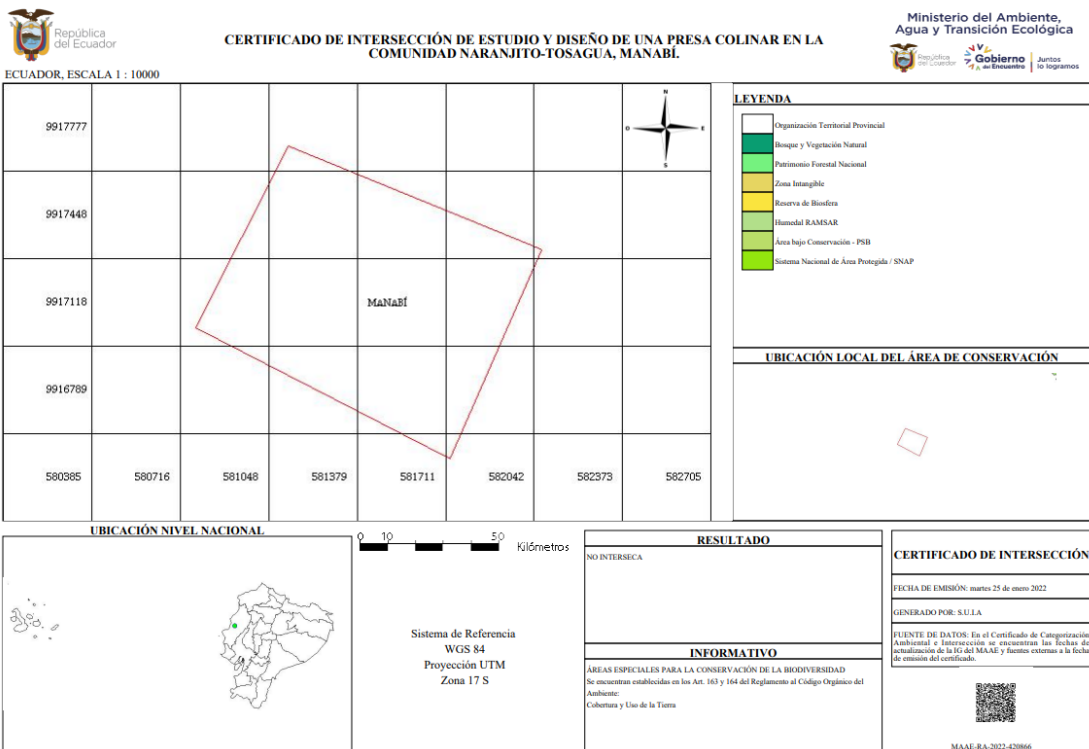 República
del Ecuador
CERTIFICADO DE INTERSECCIÓN DE ESTUDIO Y DISEÑO DE UNA PRESA COLINAR EN LA
COMUNIDAD NARANJITO-TOSAGUA, MANABÍ.
Ministerio del Ambiente,
Agua y Transición Ecológica
República
del Ecuador
Gobierno
del Encuentro
Juntos
lo logramos
ECUADOR, ESCALA 1 : 10000
9917777
9917448
9917118
9916789
580385 580716 581048 581379 581711 582042 582373 582705
MANABÍ
N
O E
S
LEYENDA
Organización Territorial Provincial
Bosque y Vegetación Natural
Patrimonio Forestal Nacional
Zona Intangible
Reserva de Biosfera
Humedal RAMSAR
Área bajo Conservación - PSB
Sistema Nacional de Área Protegida / SNAP
UBICACIÓN LOCAL DEL ÁREA DE CONSERVACIÓN
UBICACIÓN NIVEL NACIONAL
0 10 50 Kilómetros
Sistema de Referencia
WGS 84
Proyección UTM
Zona 17 S
RESULTADO
NO INTERSECA
INFORMATIVO
ÁREAS ESPECIALES PARA LA CONSERVACIÓN DE LA BIODIVERSIDAD
Se encuentran establecidas en los Art. 163 y 164 del Reglamento al Código Orgánico del
Ambiente:
Cobertura y Uso de la Tierra
CERTIFICADO DE INTERSECCIÓN
FECHA DE EMISIÓN: martes 25 de enero 2022
GENERADO POR: S.U.I.A
FUENTE DE DATOS: En el Certificado de Categorización
Ambiental e Intersección se encuentran las fechas de
actualización de la IG del MAAE y fuentes externas a la fecha
de emisión del certificado.
MAAE-RA-2022-420866